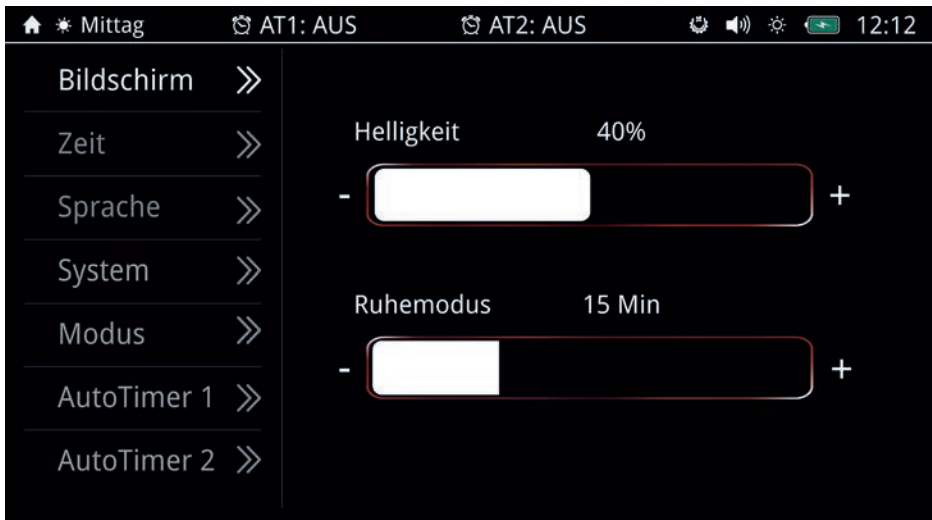 Mittag AT1: AUS AT2: AUS 12:12
Bildschirm
Zeit
Sprache
System
Modus
AutoTimer 1
AutoTimer 2
Helligkeit 40%
- +
Ruhemodus 15 Min
- +